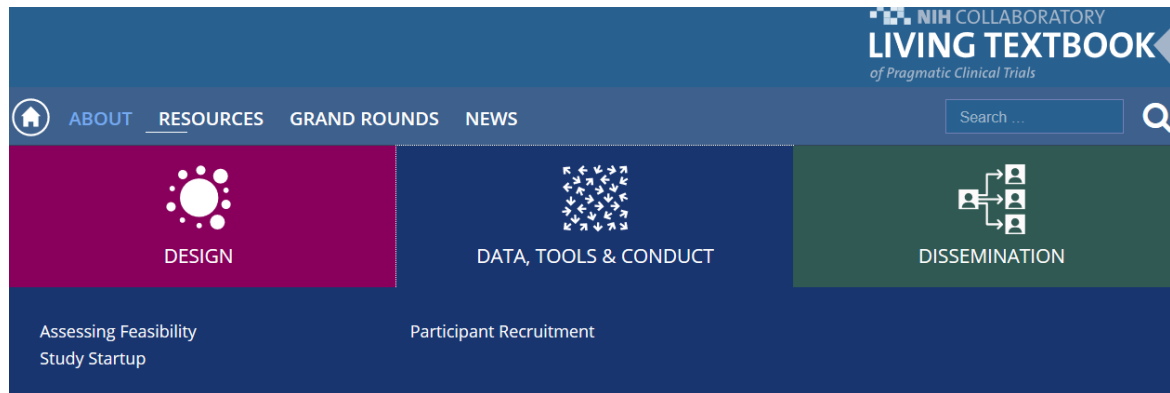 NIH COLLABORATORY
LIVING TEXTBOOK
of Pragmatic Clinical Trials
ABOUT RESOURCES GRAND ROUNDS NEWS
Search ...
DESIGN
DATA, TOOLS & CONDUCT
DISSEMINATION
Assessing Feasibility
Participant Recruitment
Study Startup